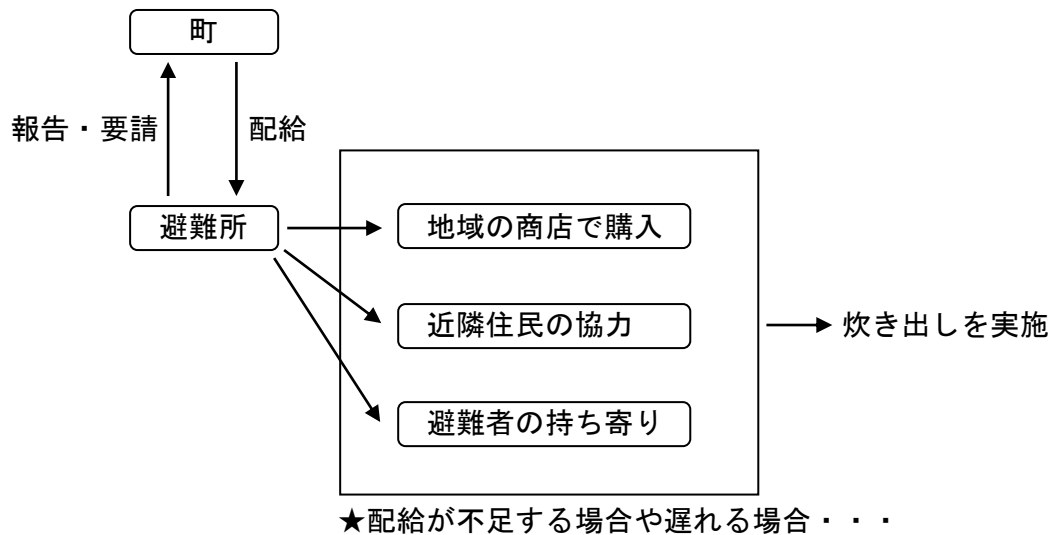 町
報告・要請
配給
避難所
地域の商店で購入
近隣住民の協力
炊き出しを実施
避難者の持ち寄り
★配給が不足する場合や遅れる場合・・・